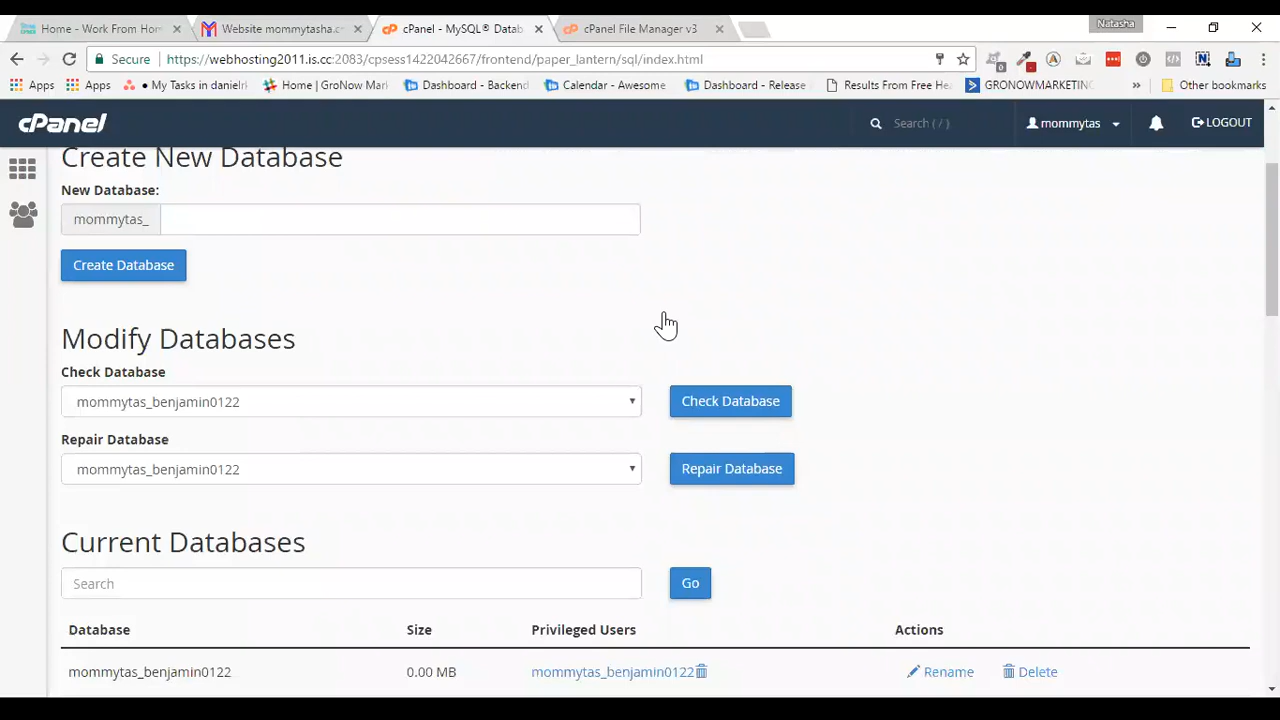 Natasha
Home - Work From Hom
Website mommytasha.c
cPanel - MySQL® Datab
cPanel File Manager v3
Secure
https://webhosting2011.is.cc:2083/cpsess1422042667/frontend/paper_lantern/sql/index.html
Apps
Apps
• My Tasks in danielri
Home | GroNow Mark
Dashboard - Backend
Calendar - Awesome
Dashboard - Release
Results From Free He
GRONOWMARKETING
»
Other bookmarks
cPanel
Search ( / )
mommytas
LOGOUT
Create New Database
New Database:
mommytas_
Create Database
Modify Databases
Check Database
mommytas_benjamin0122
Check Database
Repair Database
mommytas_benjamin0122
Repair Database
Current Databases
Search
Go
Database Size Privileged Users Actions
mommytas_benjamin0122 0.00 MB mommytas_benjamin0122 Rename Delete